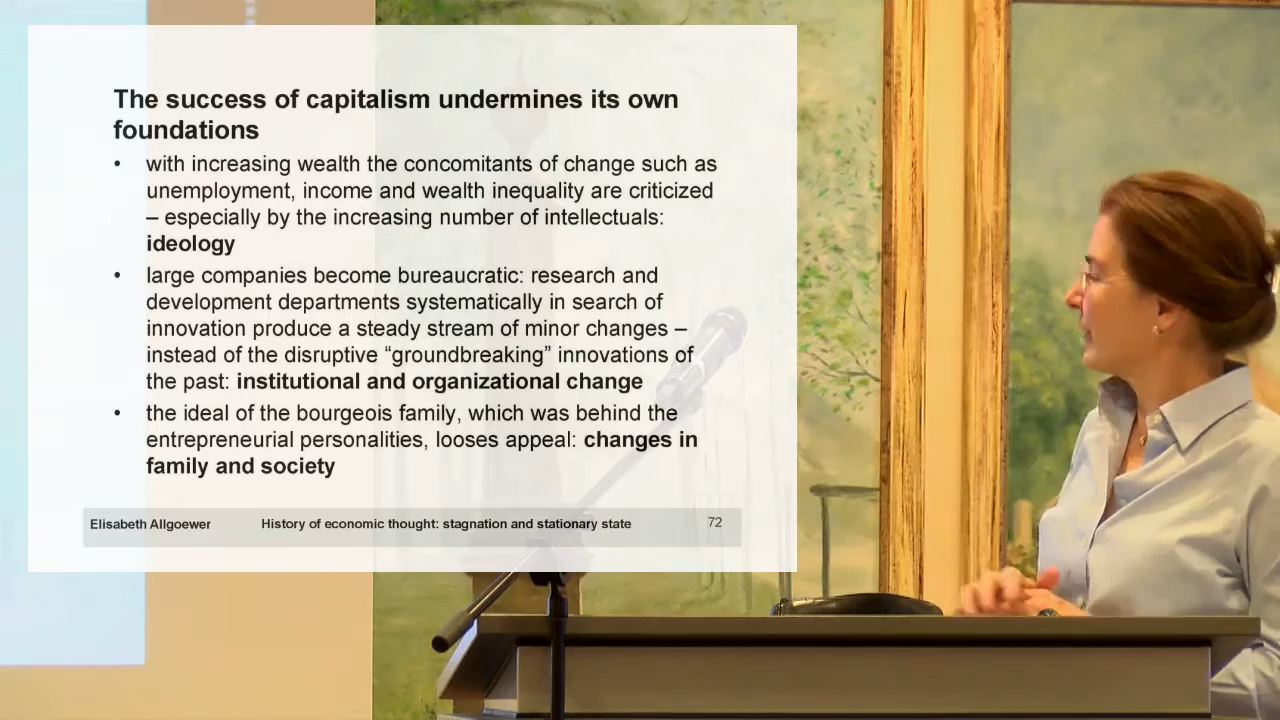 The success of capitalism undermines its own
foundations
• with increasing wealth the concomitants of change such as
unemployment, income and wealth inequality are criticized
– especially by the increasing number of intellectuals:
ideology
• large companies become bureaucratic: research and
development departments systematically in search of
innovation produce a steady stream of minor changes –
instead of the disruptive “groundbreaking” innovations of
the past: institutional and organizational change
• the ideal of the bourgeois family, which was behind the
entrepreneurial personalities, looses appeal: changes in
family and society
Elisabeth Allgoewer History of economic thought: stagnation and stationary state 72